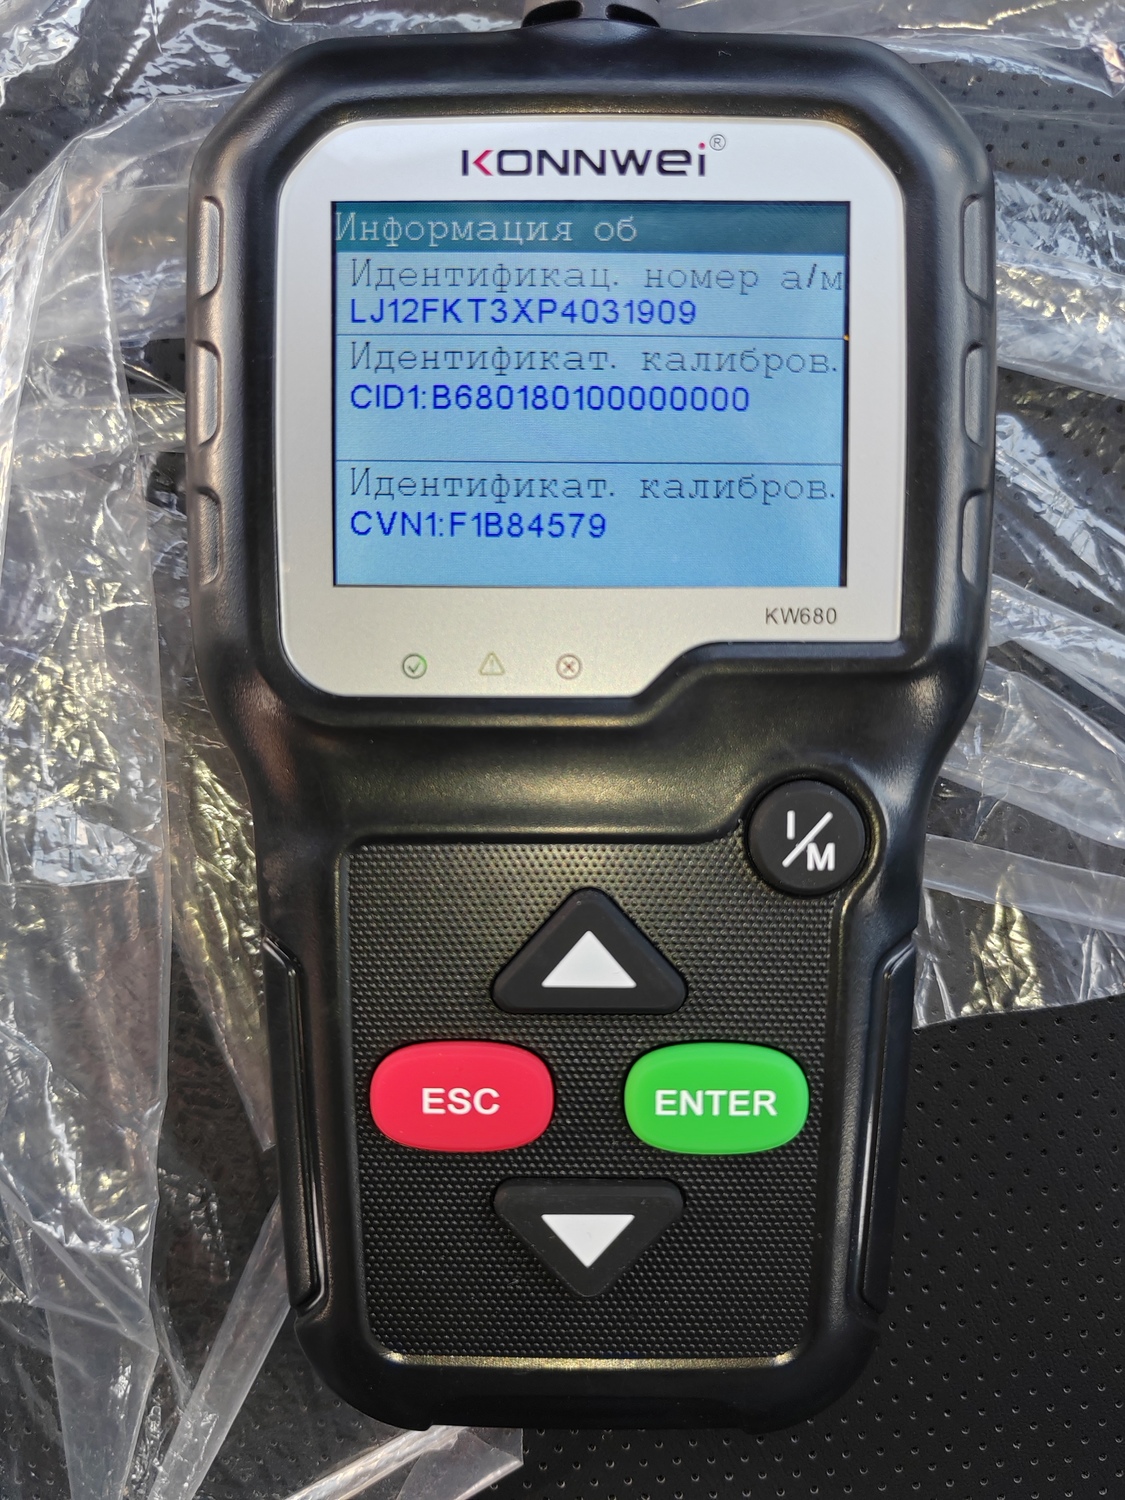 KONNWEI®
Информация об
Идентификац. номер а/м
LJ12FKT3XP4031909
Идентификат. калибров.
CID1:B680180100000000
Идентификат. калибров.
CVN1:F1B84579
KW680
I/M
ESC
ENTER